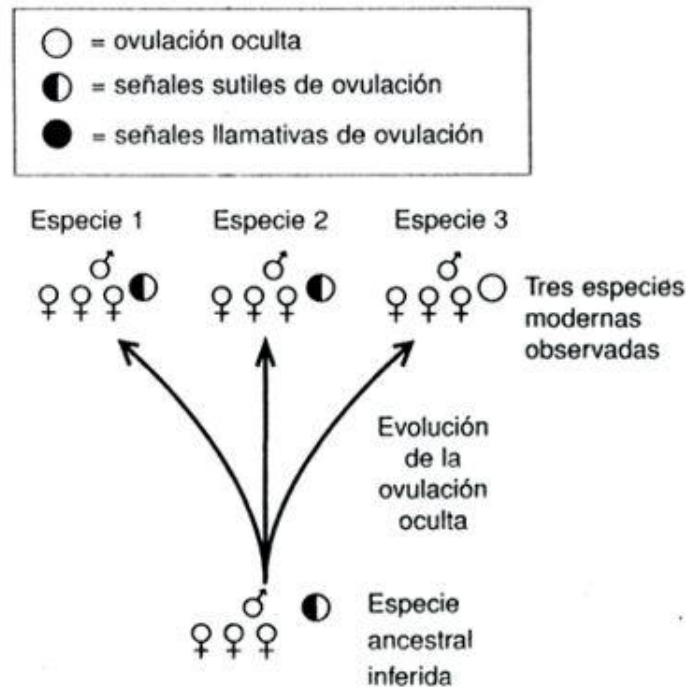 = ovulación oculta
= señales sutiles de ovulación
= señales llamativas de ovulación
Especie 1
Especie 2
Especie 3
Tres especies
modernas
observadas
Evolución
de la
ovulación
oculta
Especie
ancestral
inferida